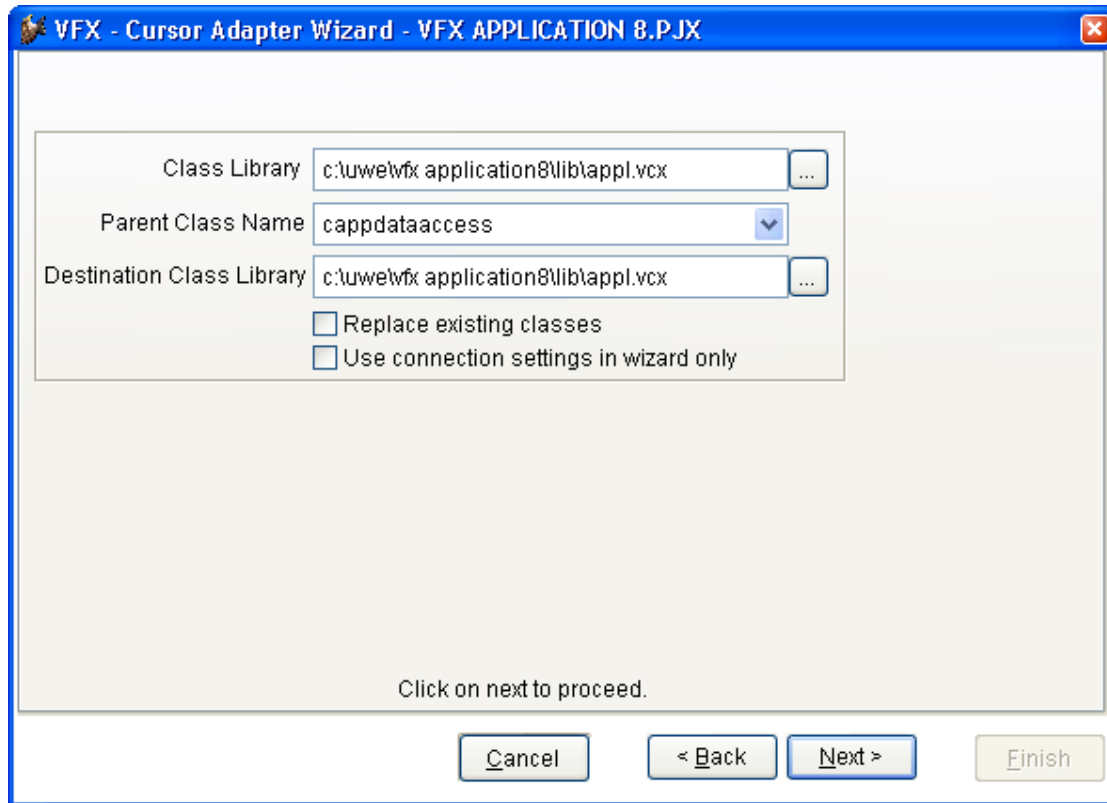 VFX - Cursor Adapter Wizard - VFX APPLICATION 8.PJX
Class Library c:\uwe\vfx application8\lib\appl.vcx ...
Parent Class Name cappdataaccess
Destination Class Library c:\uwe\vfx application8\lib\appl.vcx ...
Replace existing classes
Use connection settings in wizard only
Click on next to proceed.
Cancel < Back Next > Finish